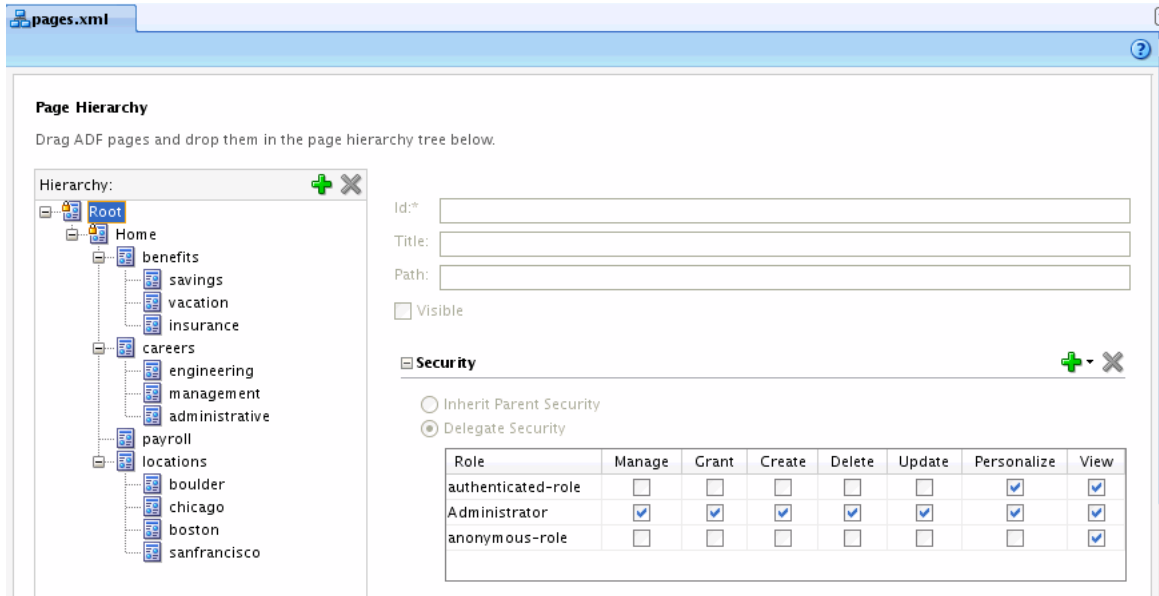 pages.xml
Page Hierarchy
Drag ADF pages and drop them in the page hierarchy tree below.
Hierarchy:
Root
Home
benefits
savings
vacation
insurance
careers
engineering
management
administrative
payroll
locations
boulder
chicago
boston
sanfrancisco
Id:*
Title:
Path:
Visible
Security
Inherit Parent Security
Delegate Security
Role Manage Grant Create Delete Update Personalize View
authenticated-role
Administrator
anonymous-role